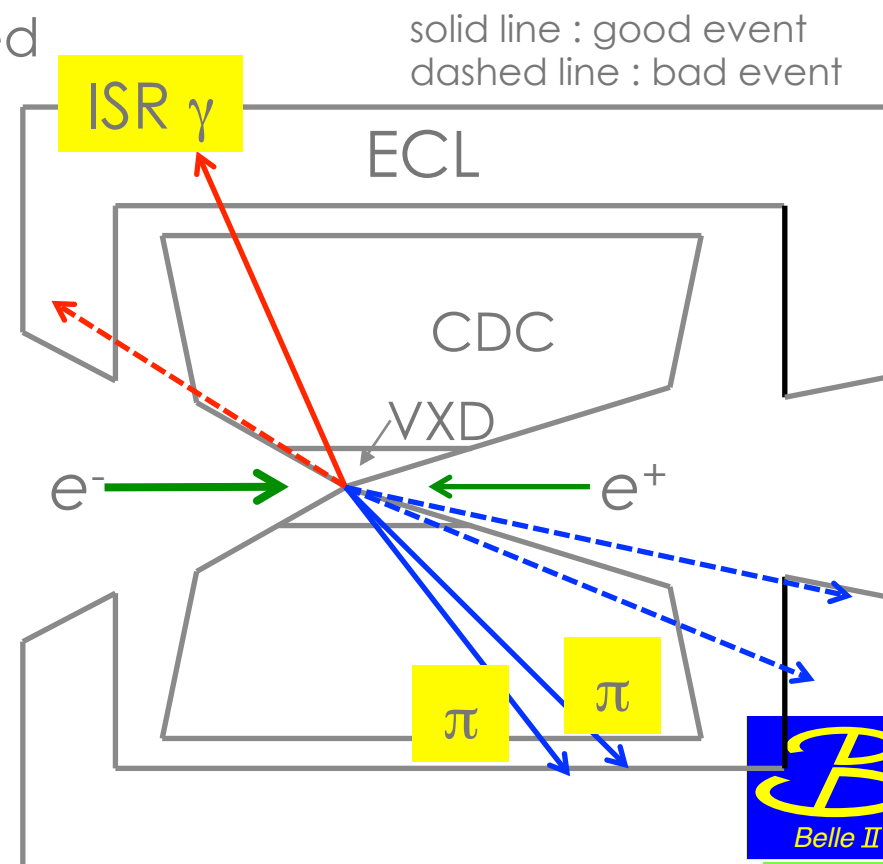 solid line : good event
dashed line : bad event
ISR γ
ECL
CDC
VXD
e⁻
e⁺
π
π
Belle II